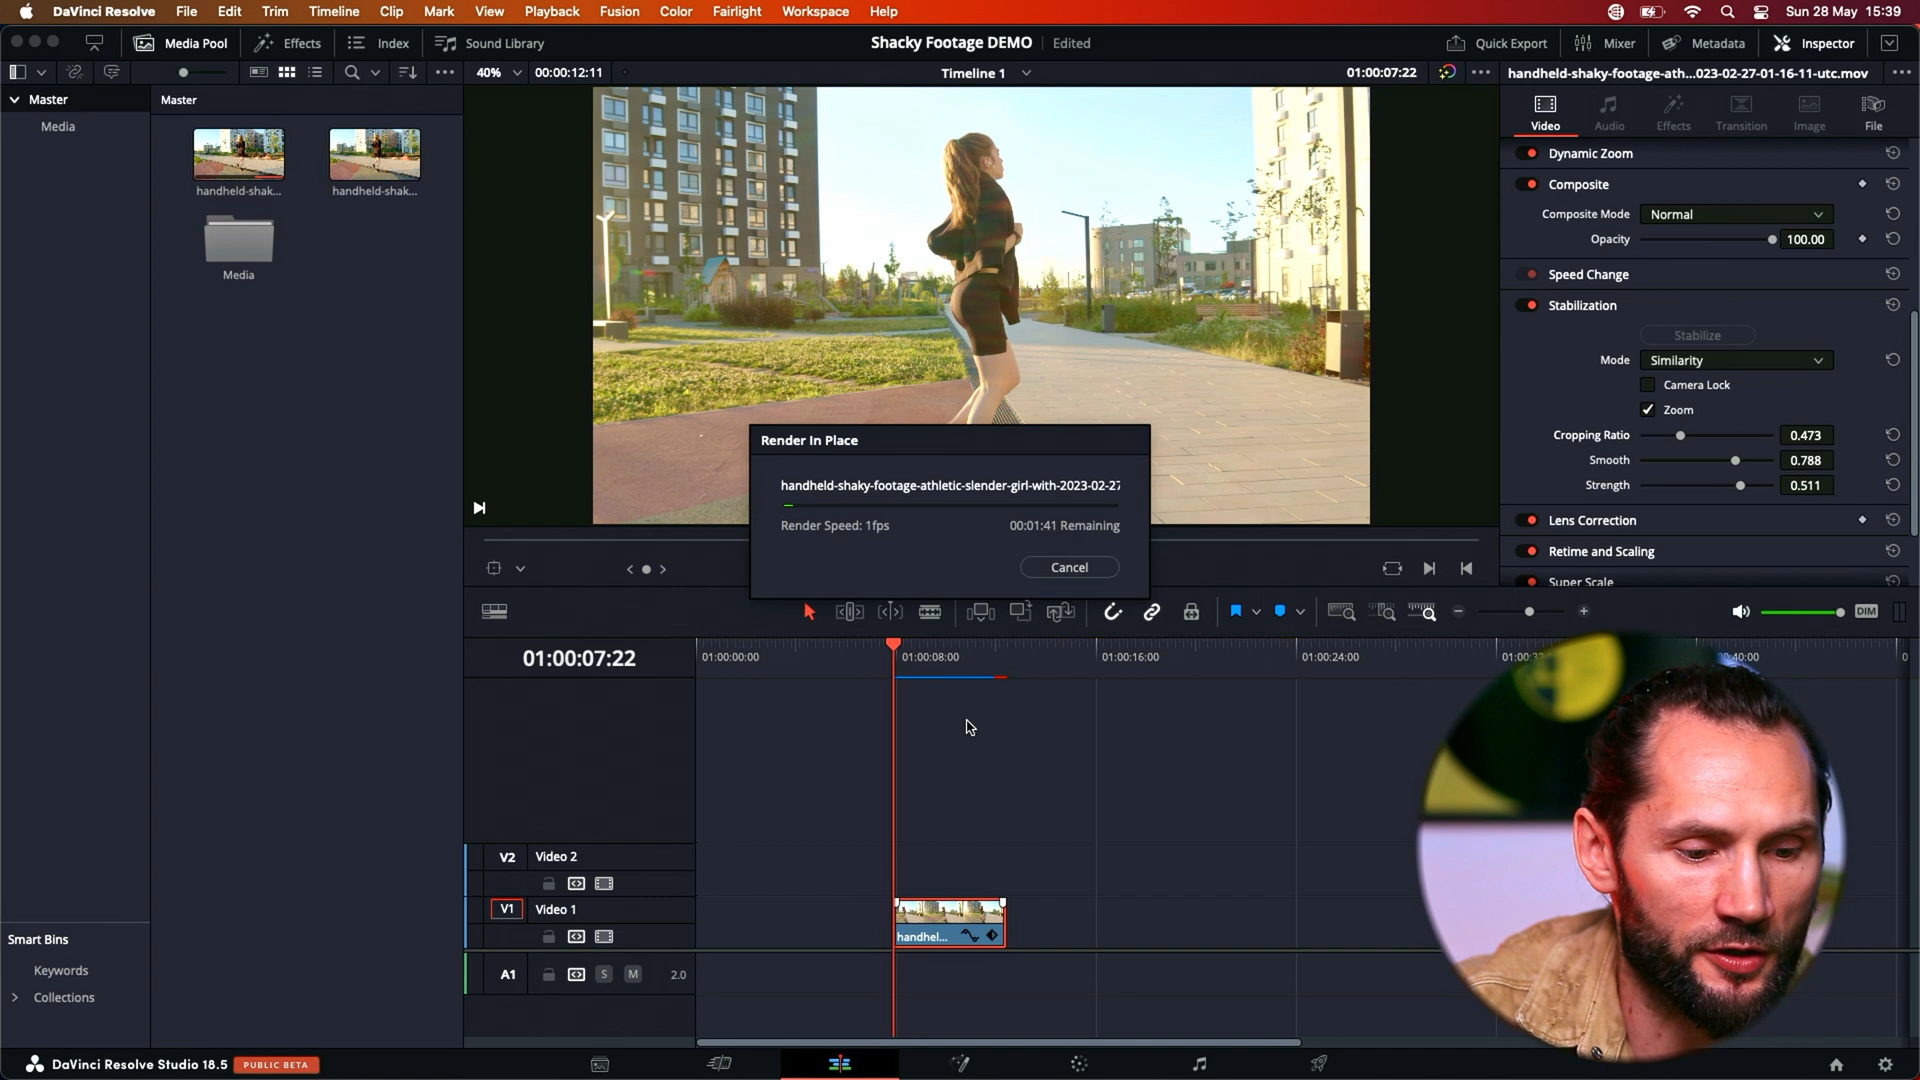 DaVinci Resolve File Edit Trim Timeline Clip Mark View Playback Fusion Color Fairlight Workspace Help Sun 28 May 15:39
Media Pool Effects Index Sound Library Shacky Footage DEMO Edited Quick Export Mixer Metadata Inspector
40% 00:00:12:11 Timeline 1 01:00:07:22 handheld-shaky-footage-ath...023-02-27-01-16-11-utc.mov
Master Master
Media
handheld-shak... handheld-shak...
Media
Video Audio Effects Transition Image File
Dynamic Zoom
Composite
Composite Mode Normal
Opacity 100.00
Speed Change
Stabilization
Stabilize
Mode Similarity
Camera Lock
Zoom
Cropping Ratio 0.473
Smooth 0.788
Strength 0.511
Lens Correction
Retime and Scaling
Super Scale
Render In Place
handheld-shaky-footage-athletic-slender-girl-with-2023-02-27
Render Speed: 1fps 00:01:41 Remaining
Cancel
DIM
01:00:07:22 01:00:00:00 01:00:08:00 01:00:16:00 01:00:24:00
V2 Video 2
V1 Video 1
handhel...
A1 S M 2.0
Smart Bins
Keywords
Collections
DaVinci Resolve Studio 18.5 PUBLIC BETA